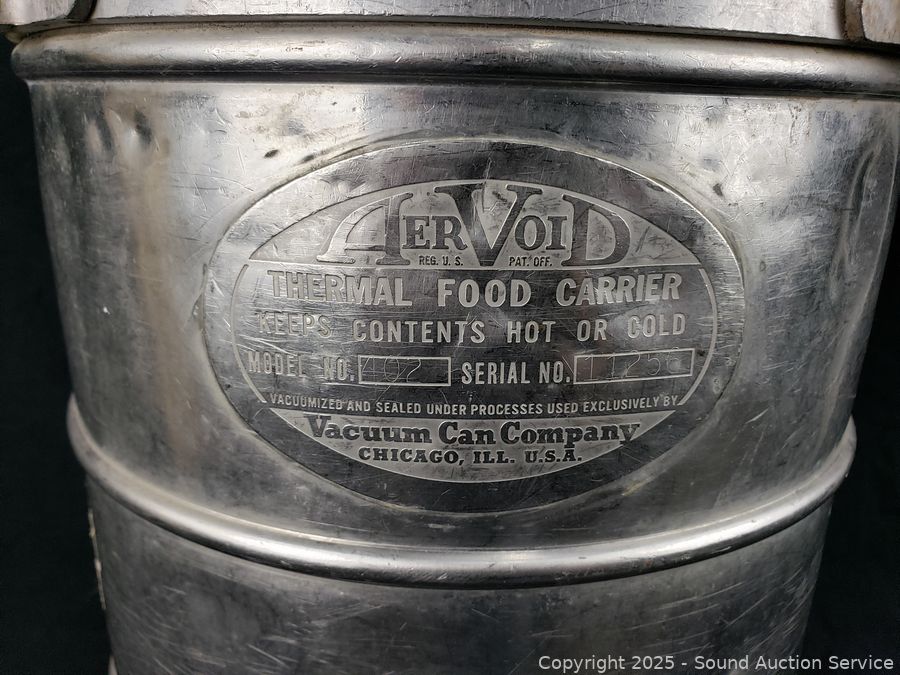 AERVOID
REG. U. S. PAT. OFF.
THERMAL FOOD CARRIER
KEEPS CONTENTS HOT OR COLD
MODEL NO. 402 SERIAL NO.
VACUUMIZED AND SEALED UNDER PROCESSES USED EXCLUSIVELY BY
Vacuum Can Company
CHICAGO, ILL. U.S.A.
Copyright © 2025 - Sound Auction Service